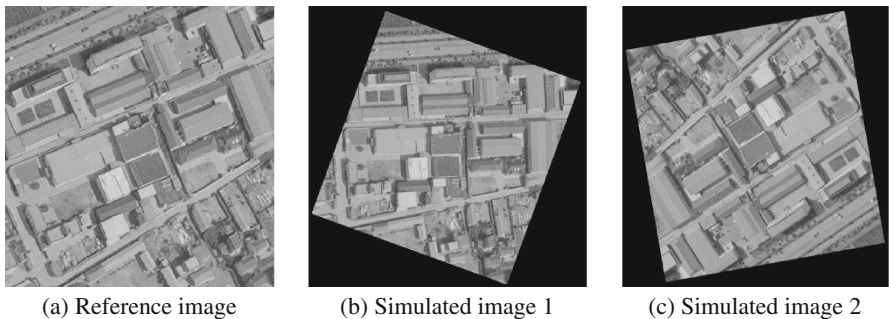 (a) Reference image
(b) Simulated image 1
(c) Simulated image 2